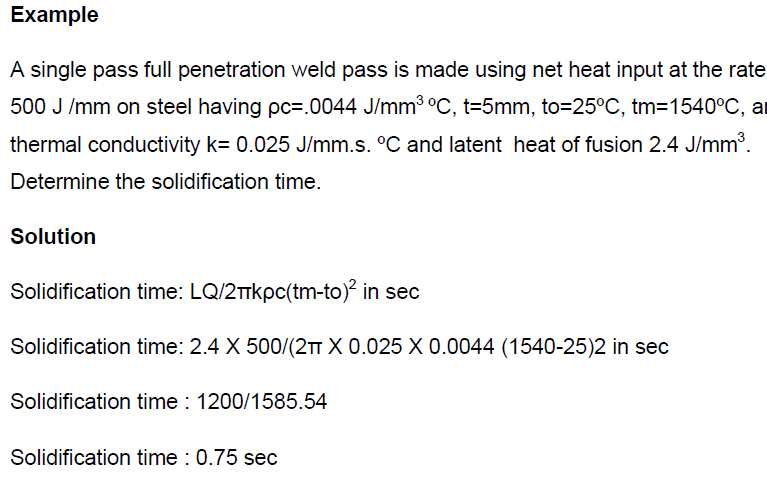 Example
A single pass full penetration weld pass is made using net heat input at the rate
500 J /mm on steel having ρc=.0044 J/mm³ ºC, t=5mm, to=25ºC, tm=1540ºC,
thermal conductivity k= 0.025 J/mm.s. ºC and latent heat of fusion 2.4 J/mm³.
Determine the solidification time.
Solution
Solidification time: LQ/2πkρc(tm-to)² in sec
Solidification time: 2.4 X 500/(2π X 0.025 X 0.0044 (1540-25)2 in sec
Solidification time : 1200/1585.54
Solidification time : 0.75 sec